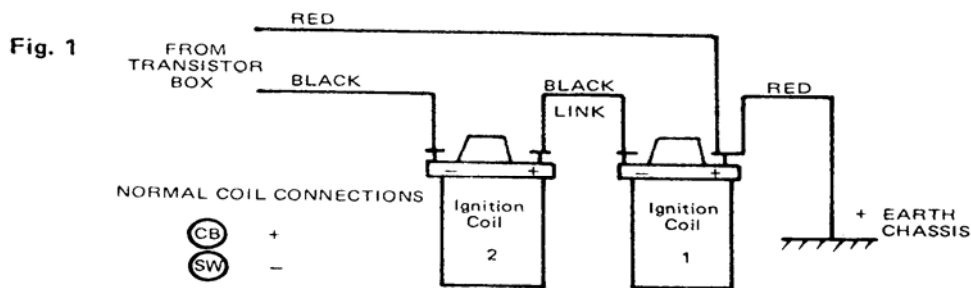 RED
Fig. 1
FROM
TRANSISTOR
BOX
BLACK
BLACK
LINK
RED
− +
− +
NORMAL COIL CONNECTIONS
CB +
SW −
Ignition
Coil
2
Ignition
Coil
1
+ EARTH
CHASSIS